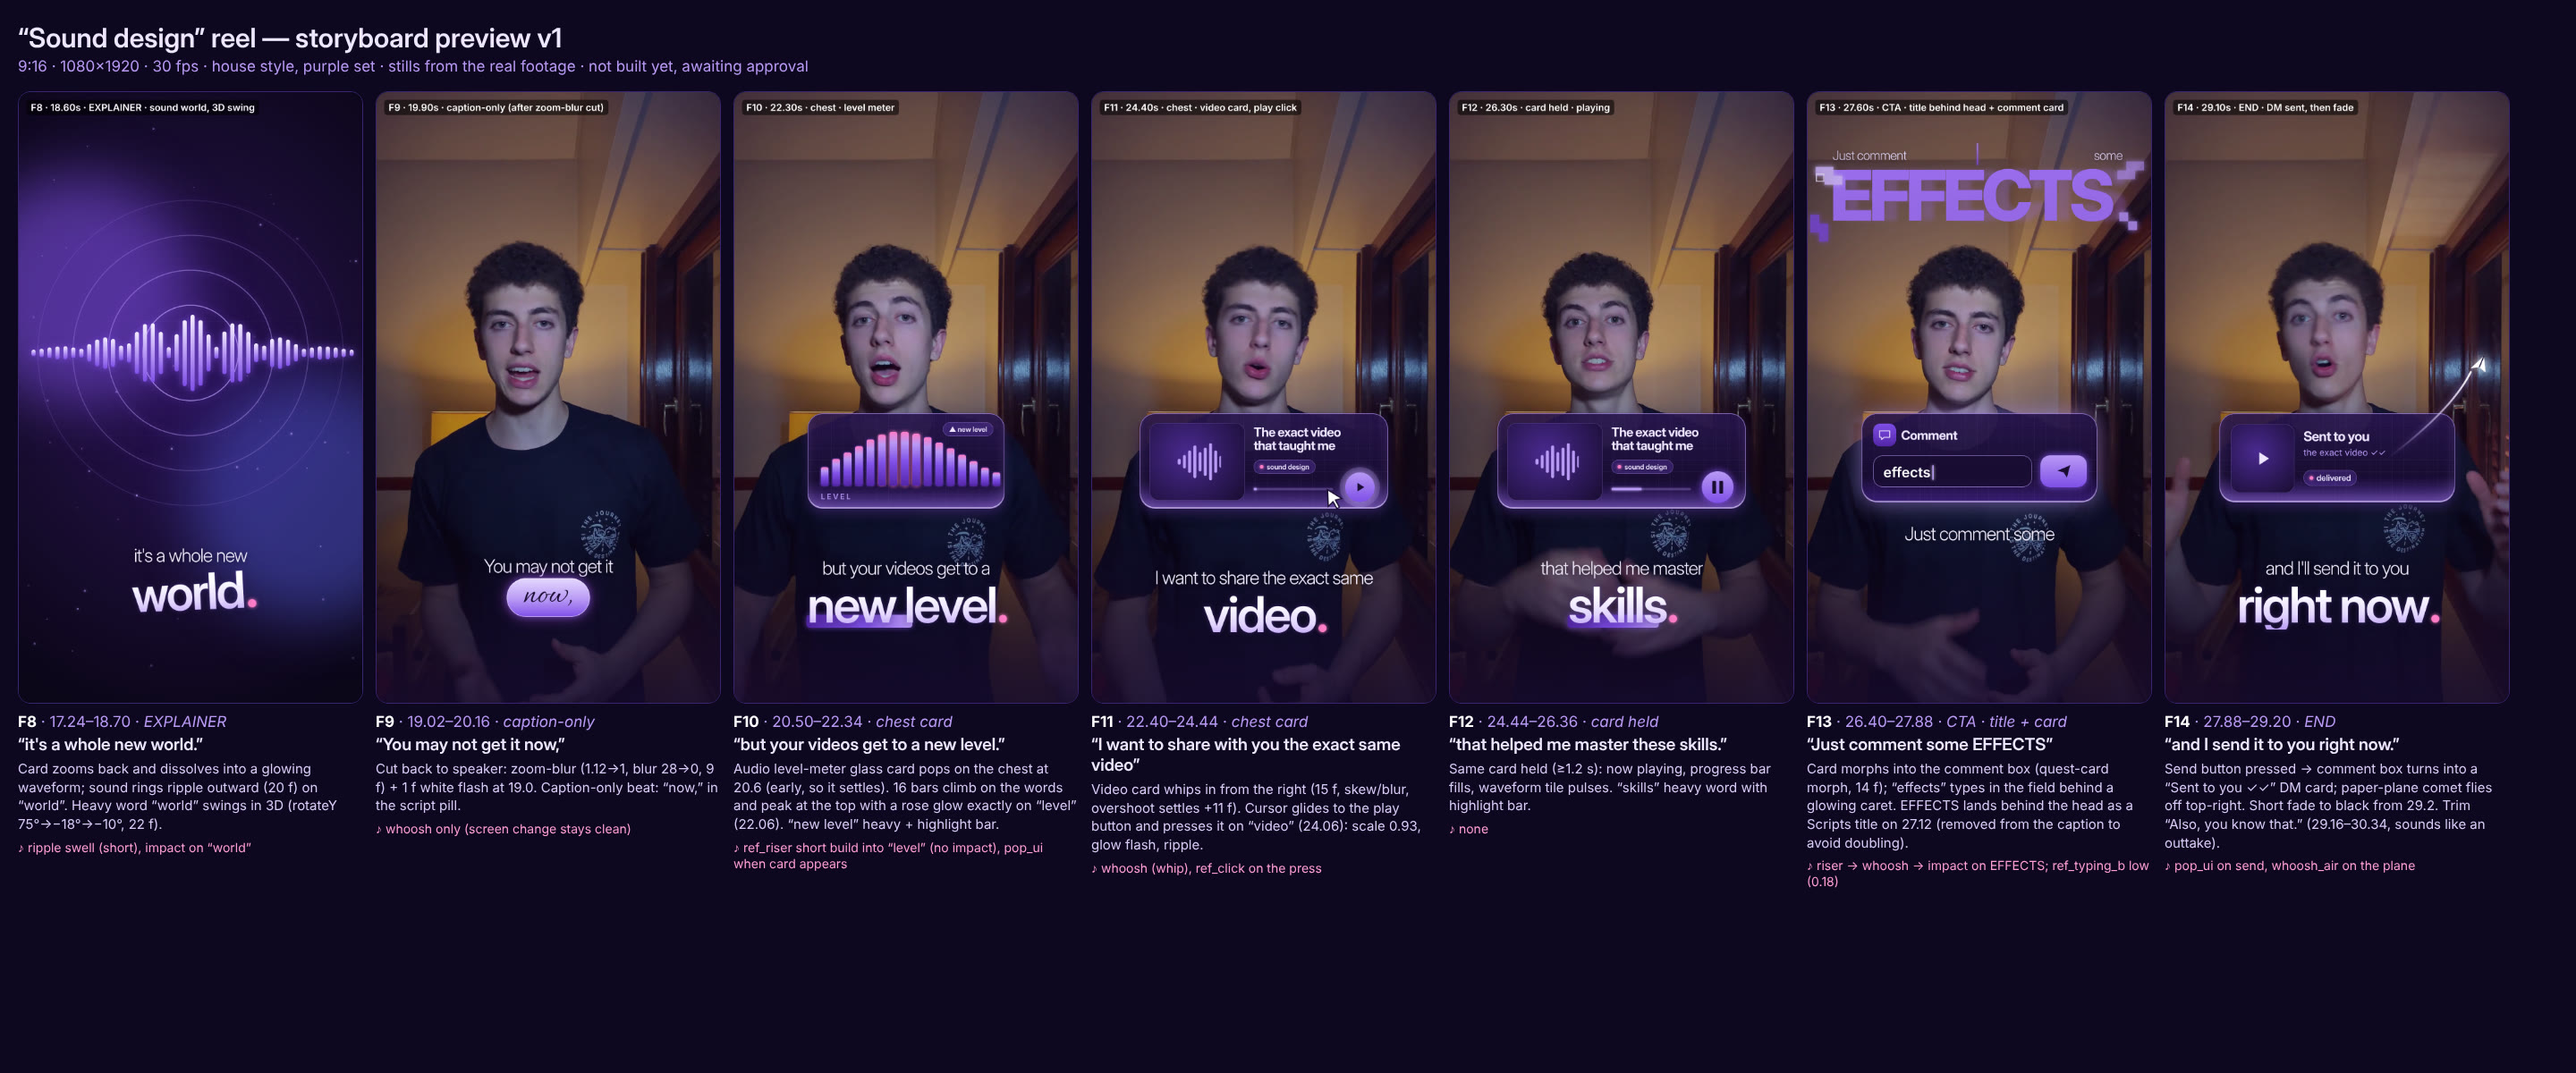 “Sound design” reel — storyboard preview v1
9:16 · 1080×1920 · 30 fps · house style, purple set · stills from the real footage · not built yet, awaiting approval
F8 · 18.60s · EXPLAINER · sound world, 3D swing
it's a whole new
world.
F8 · 17.24–18.70 · EXPLAINER
“it's a whole new world.”
Card zooms back and dissolves into a glowing
waveform; sound rings ripple outward (20 f) on
“world”. Heavy word “world” swings in 3D (rotateY
75°→−18°→−10°, 22 f).
♪ ripple swell (short), impact on “world”
F9 · 19.90s · caption-only (after zoom-blur cut)
You may not get it
now,
F9 · 19.02–20.16 · caption-only
“You may not get it now,”
Cut back to speaker: zoom-blur (1.12→1, blur 28→0, 9
f) + 1 f white flash at 19.0. Caption-only beat: “now,” in
the script pill.
♪ whoosh only (screen change stays clean)
F10 · 22.30s · chest · level meter
▲ new level
LEVEL
but your videos get to a
new level.
F10 · 20.50–22.34 · chest card
“but your videos get to a new level.”
Audio level-meter glass card pops on the chest at
20.6 (early, so it settles). 16 bars climb on the words
and peak at the top with a rose glow exactly on “level”
(22.06). “new level” heavy + highlight bar.
♪ ref_riser short build into “level” (no impact), pop_ui
when card appears
F11 · 24.40s · chest · video card, play click
The exact video
that taught me
sound design
I want to share the exact same
video.
F11 · 22.40–24.44 · chest card
“I want to share with you the exact same
video”
Video card whips in from the right (15 f, skew/blur,
overshoot settles +11 f). Cursor glides to the play
button and presses it on “video” (24.06): scale 0.93,
glow flash, ripple.
♪ whoosh (whip), ref_click on the press
F12 · 26.30s · card held · playing
The exact video
that taught me
sound design
that helped me master
skills.
F12 · 24.44–26.36 · card held
“that helped me master these skills.”
Same card held (≥1.2 s): now playing, progress bar
fills, waveform tile pulses. “skills” heavy word with
highlight bar.
♪ none
F13 · 27.60s · CTA · title behind head + comment card
Just comment some
EFFECTS
Comment
effects
Just comment some
F13 · 26.40–27.88 · CTA · title + card
“Just comment some EFFECTS”
Card morphs into the comment box (quest-card
morph, 14 f); “effects” types in the field behind a
glowing caret. EFFECTS lands behind the head as a
Scripts title on 27.12 (removed from the caption to
avoid doubling).
♪ riser → whoosh → impact on EFFECTS; ref_typing_b low
(0.18)
F14 · 29.10s · END · DM sent, then fade
Sent to you
the exact video ✓✓
delivered
and I'll send it to you
right now.
F14 · 27.88–29.20 · END
“and I send it to you right now.”
Send button pressed → comment box turns into a
“Sent to you ✓✓” DM card; paper-plane comet flies
off top-right. Short fade to black from 29.2. Trim
“Also, you know that.” (29.16–30.34, sounds like an
outtake).
♪ pop_ui on send, whoosh_air on the plane